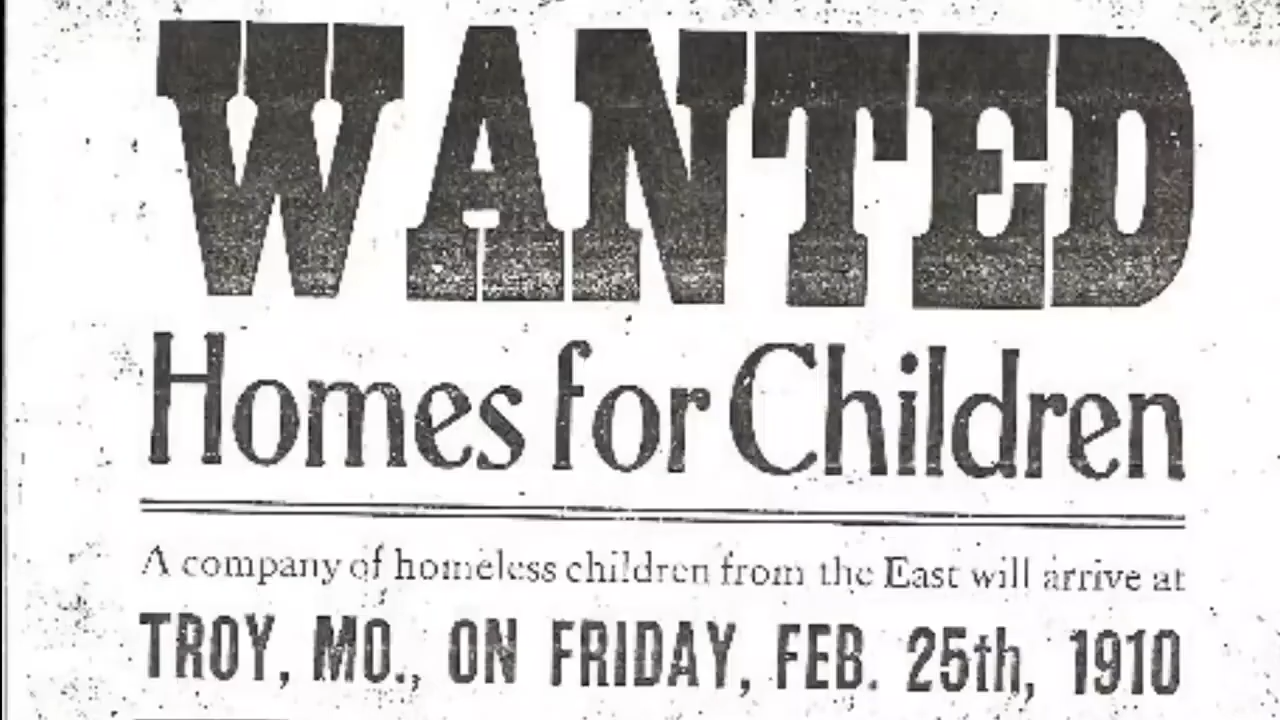 WANTED
Homes for Children
A company of homeless children from the East will arrive at
TROY, MO., ON FRIDAY, FEB. 25th, 1910